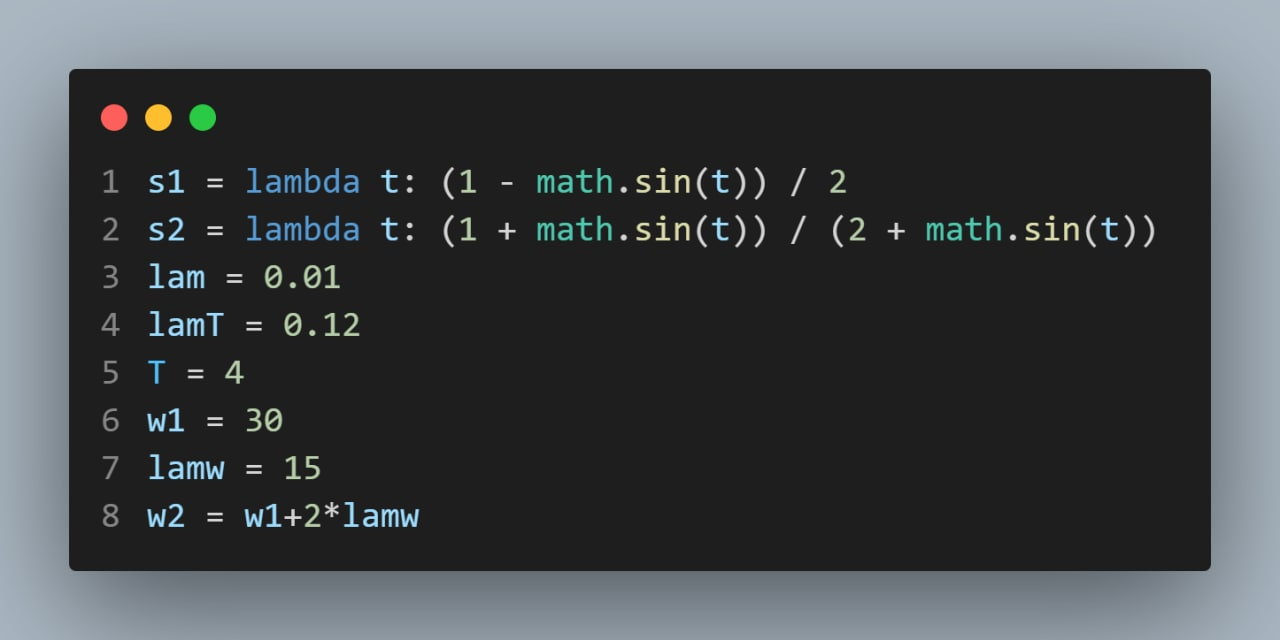 1 s1 = lambda t: (1 - math.sin(t)) / 2
2 s2 = lambda t: (1 + math.sin(t)) / (2 + math.sin(t))
3 lam = 0.01
4 lamT = 0.12
5 T = 4
6 w1 = 30
7 lamw = 15
8 w2 = w1+2*lamw